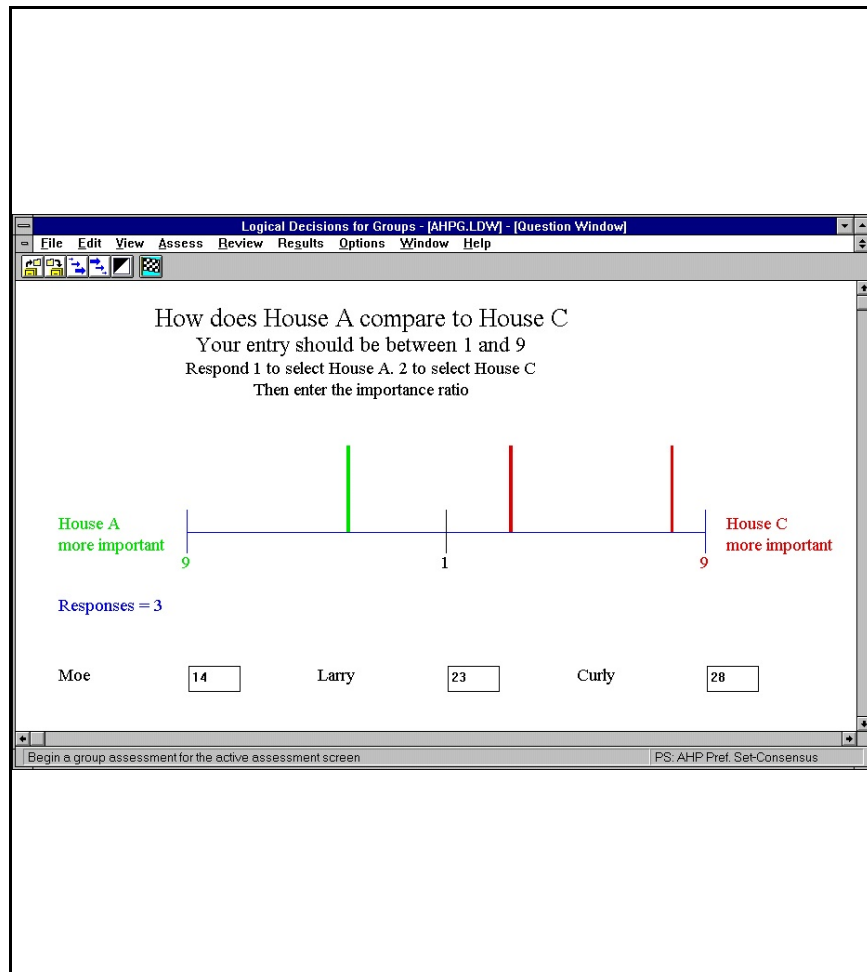 Logical Decisions for Groups - [AHPG.LDW] - [Question Window]
File Edit View Assess Review Results Options Window Help
How does House A compare to House C
Your entry should be between 1 and 9
Respond 1 to select House A. 2 to select House C
Then enter the importance ratio
House A
more important
House C
more important
9 1 9
Responses = 3
Moe 14 Larry 23 Curly 28
Begin a group assessment for the active assessment screen PS: AHP Pref. Set-Consensus